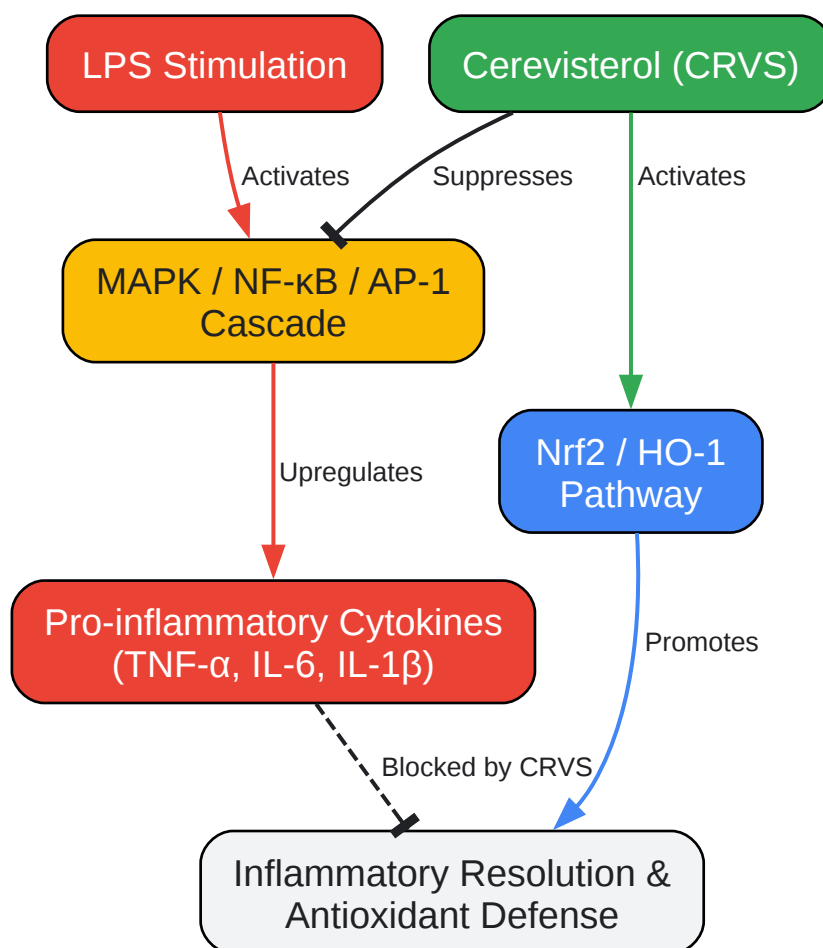 LPS Stimulation
Cerevisterol (CRVS)
Activates
Suppresses
Activates
MAPK / NF-κB / AP-1
Cascade
Upregulates
Nrf2 / HO-1
Pathway
Pro-inflammatory Cytokines
(TNF-α, IL-6, IL-1β)
Promotes
Blocked by CRVS
Inflammatory Resolution &
Antioxidant Defense